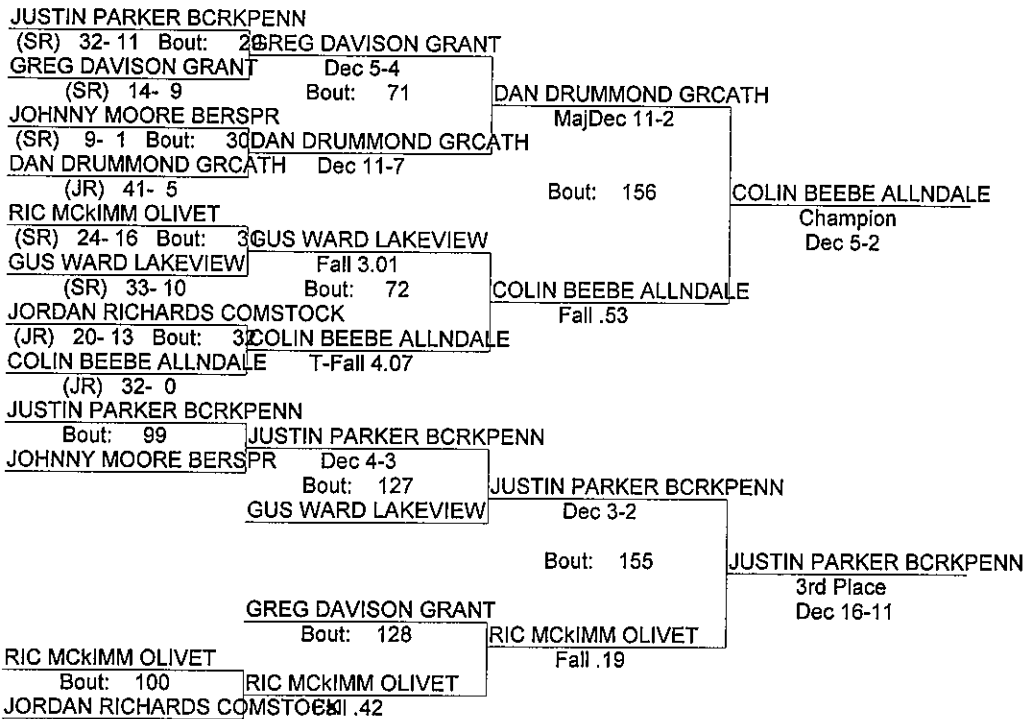 JUSTIN PARKER BCRKPENN
(SR) 32- 11 Bout: GREG DAVISON GRANT
GREG DAVISON GRANT Dec 5-4
(SR) 14- 9 Bout: 71 DAN DRUMMOND GRCATH
JOHNNY MOORE BERSPR MajDec 11-2
(SR) 9- 1 Bout: 30 DAN DRUMMOND GRCATH
DAN DRUMMOND GRCATH Dec 11-7
(JR) 41- 5 Bout: 156 COLIN BEEBE ALLNDALE
RIC MCkIMM OLIVET Champion
(SR) 24- 16 Bout: GUS WARD LAKEVIEW Dec 5-2
GUS WARD LAKEVIEW Fall 3.01
(SR) 33- 10 Bout: 72 COLIN BEEBE ALLNDALE
JORDAN RICHARDS COMSTOCK Fall .53
(JR) 20- 13 Bout: 32 COLIN BEEBE ALLNDALE
COLIN BEEBE ALLNDALE T-Fall 4.07
(JR) 32- 0
JUSTIN PARKER BCRKPENN
Bout: 99 JUSTIN PARKER BCRKPENN
JOHNNY MOORE BERSPR Dec 4-3
Bout: 127 JUSTIN PARKER BCRKPENN
GUS WARD LAKEVIEW Dec 3-2
Bout: 155 JUSTIN PARKER BCRKPENN
3rd Place
GREG DAVISON GRANT Dec 16-11
Bout: 128 RIC MCkIMM OLIVET
RIC MCkIMM OLIVET Fall .19
Bout: 100 RIC MCkIMM OLIVET
JORDAN RICHARDS COMSTOCK Fall .42